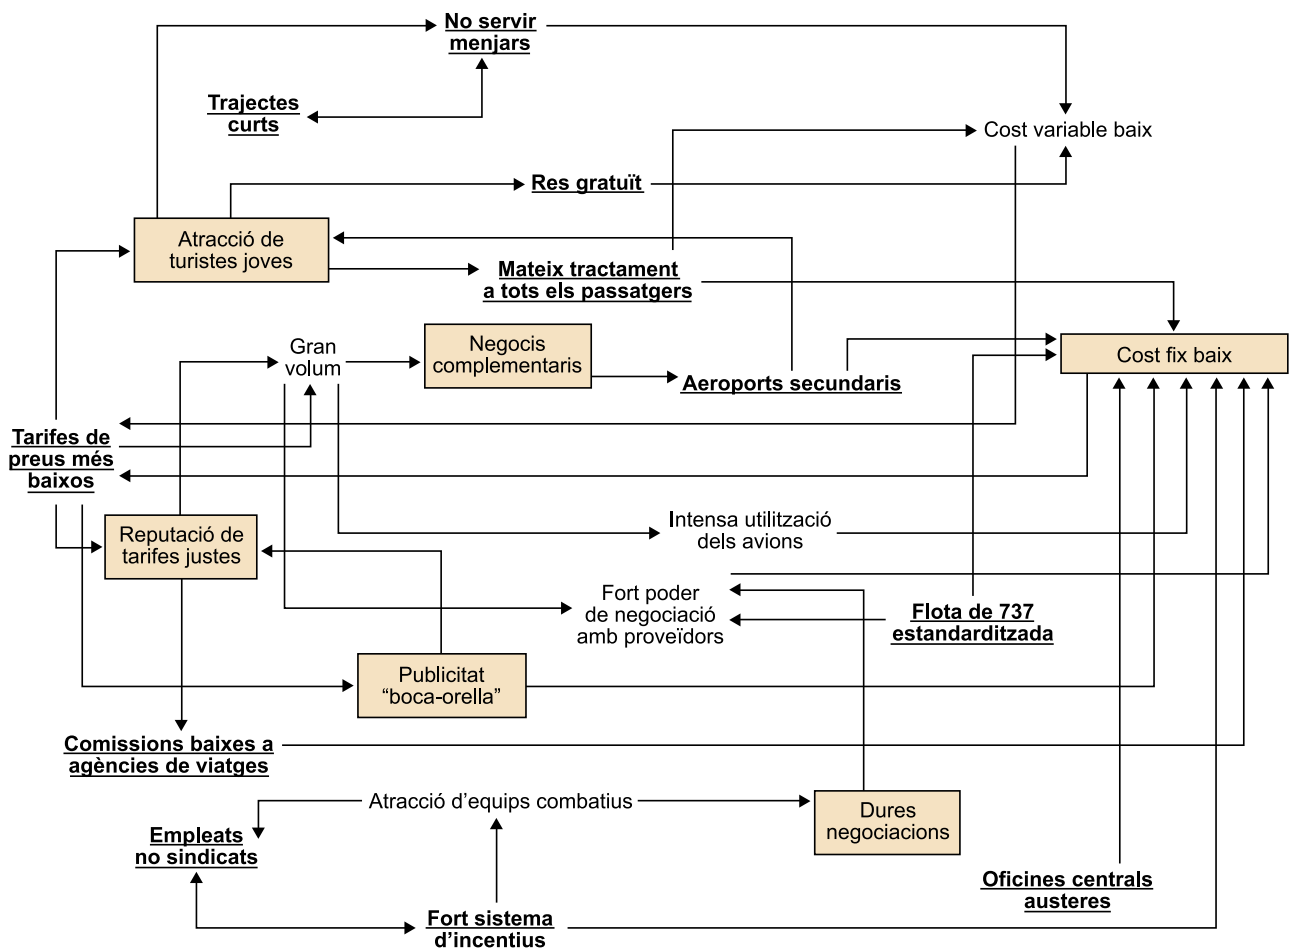 No servir
menjars
Trajectes
curts
Cost variable baix
Res gratuït
Atracció de
turistes joves
Mateix tractament
a tots els passatgers
Gran
volum
Negocis
complementaris
Cost fix baix
Aeroports secundaris
Tarifes de
preus més
baixos
Reputació de
tarifes justes
Intensa utilització
dels avions
Fort poder
de negociació
amb proveïdors
Flota de 737
estandarditzada
Publicitat
“boca-orella”
Comissions baixes a
agències de viatges
Atracció d’equips combatius
Dures
negociacions
Empleats
no sindicats
Oficines centrals
austeres
Fort sistema
d’incentius